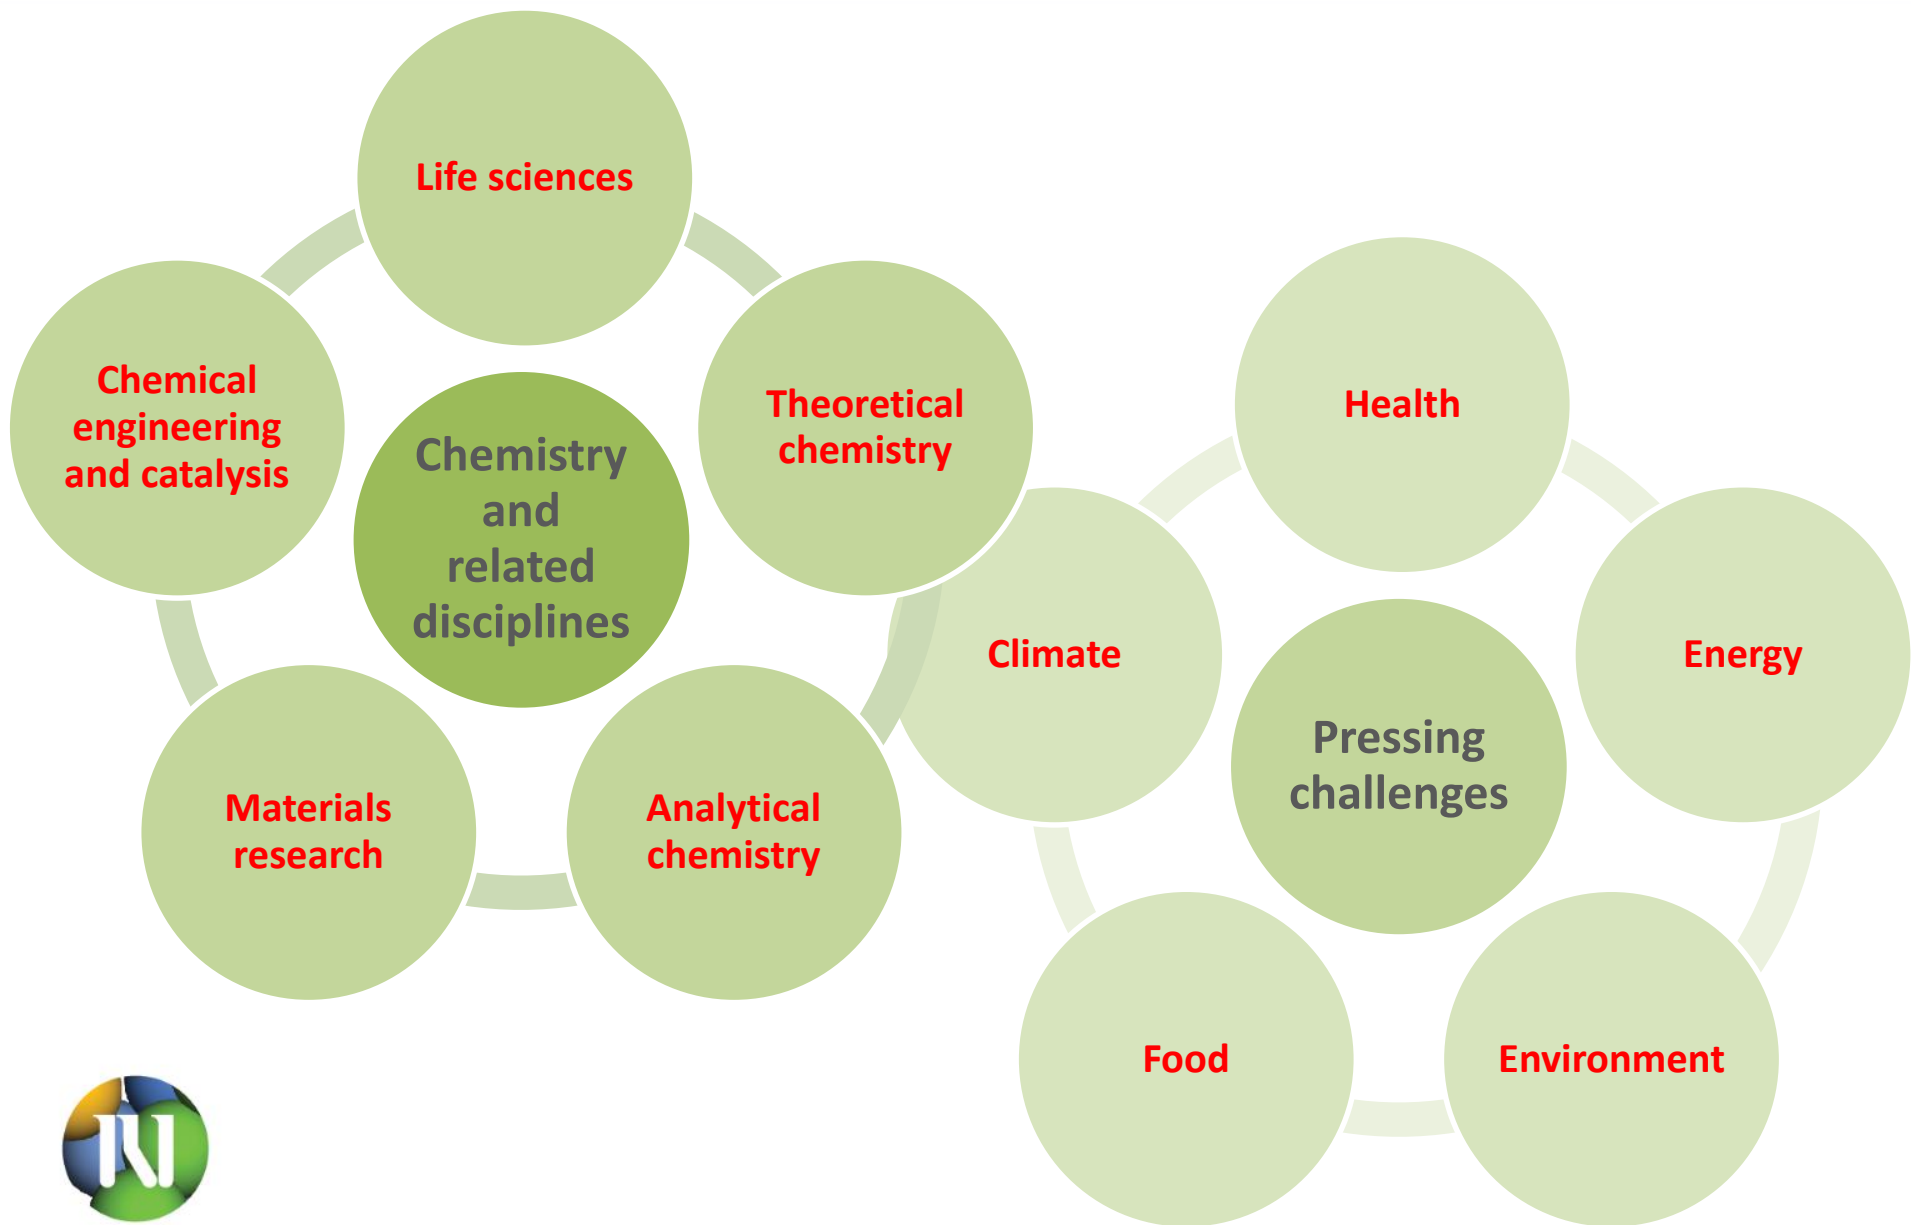 Life sciences
Chemical
engineering
and catalysis
Theoretical
chemistry
Chemistry
and
related
disciplines
Materials
research
Analytical
chemistry
Health
Climate
Energy
Pressing
challenges
Food
Environment